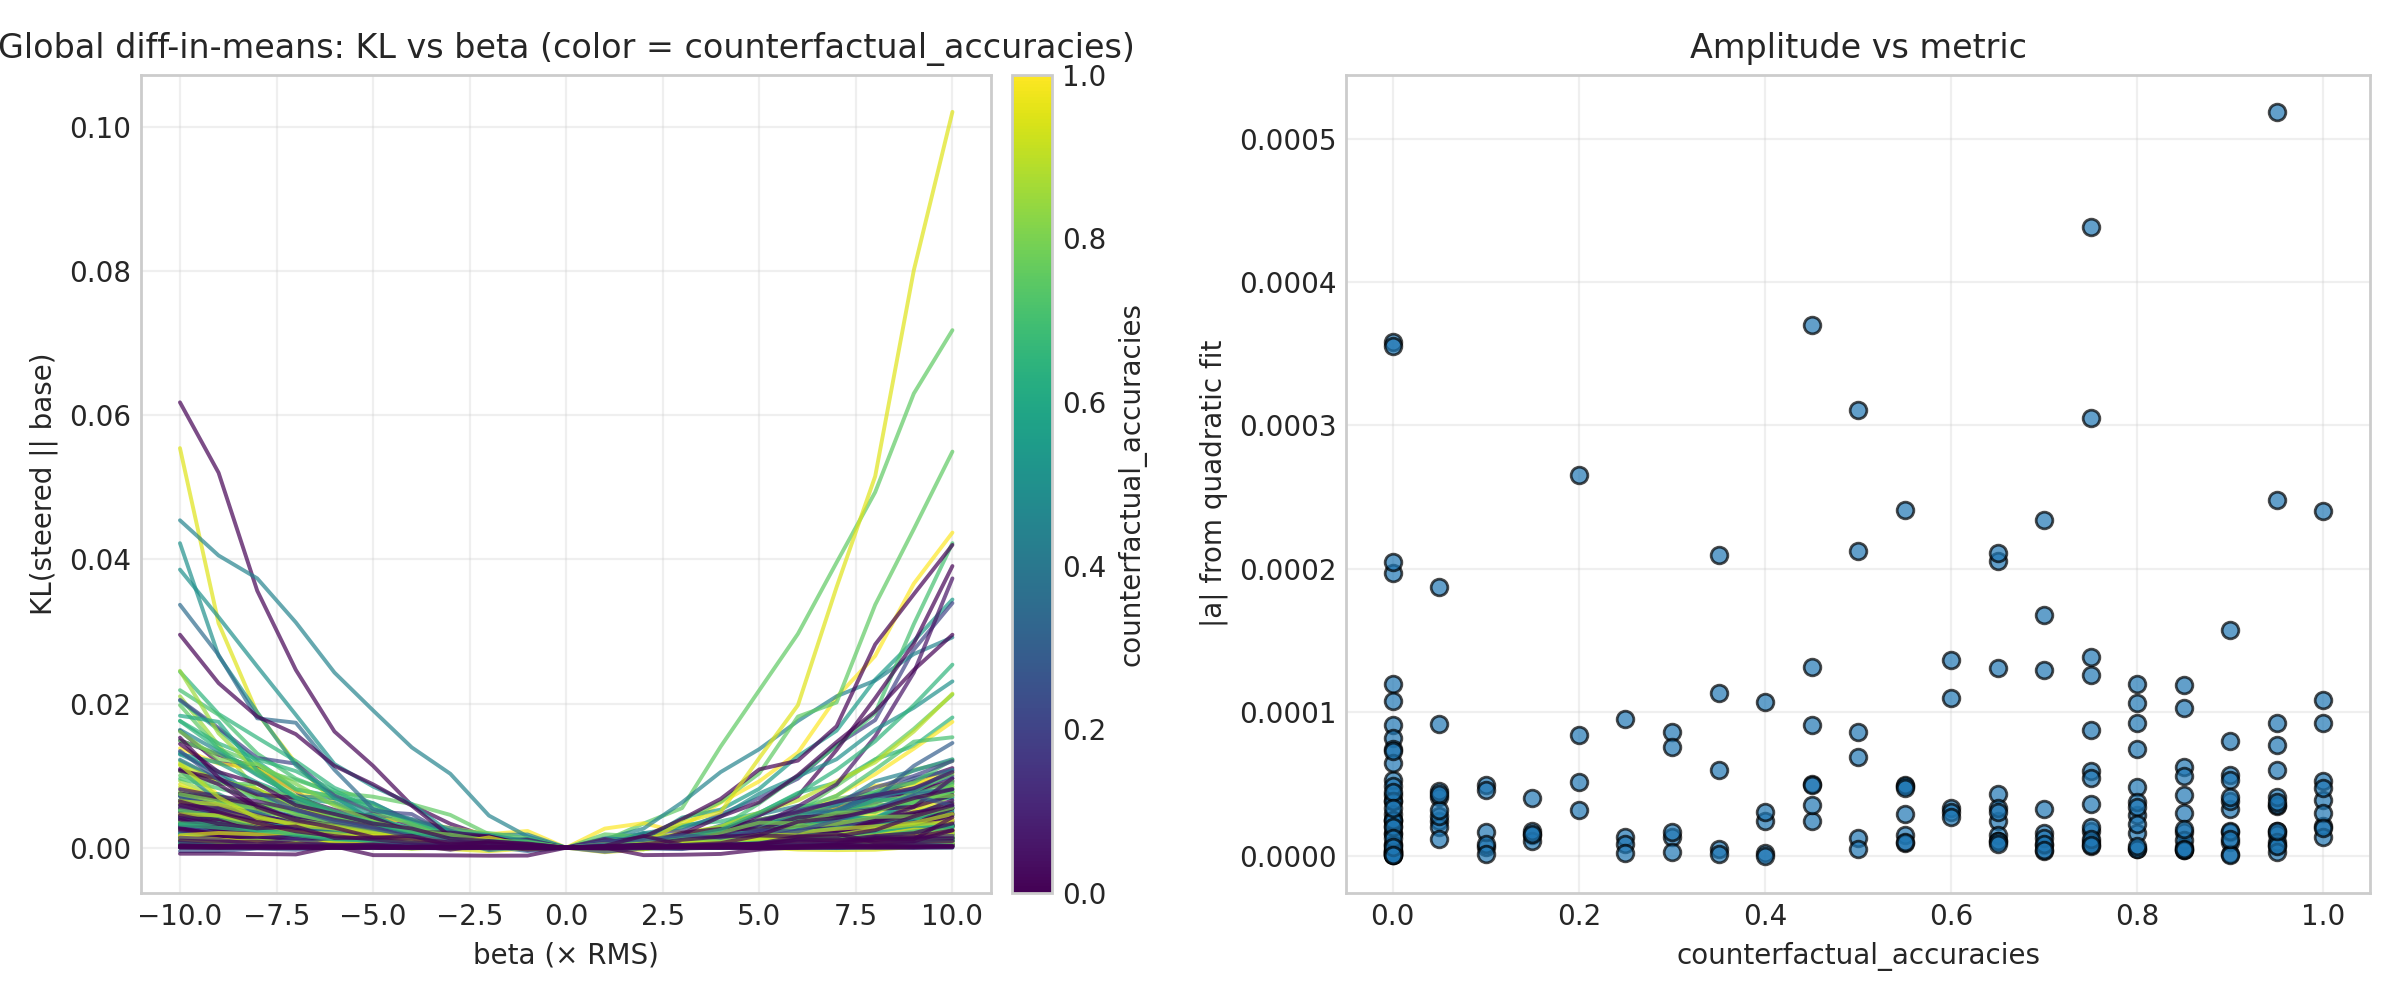 Global diff-in-means: KL vs beta (color = counterfactual_accuracies)
KL(steered || base)
0.10
0.08
0.06
0.04
0.02
0.00
−10.0 −7.5 −5.0 −2.5 0.0 2.5 5.0 7.5 10.0
beta (× RMS)
1.0
0.8
0.6
0.4
0.2
0.0
counterfactual_accuracies
Amplitude vs metric
|a| from quadratic fit
0.0005
0.0004
0.0003
0.0002
0.0001
0.0000
0.0 0.2 0.4 0.6 0.8 1.0
counterfactual_accuracies